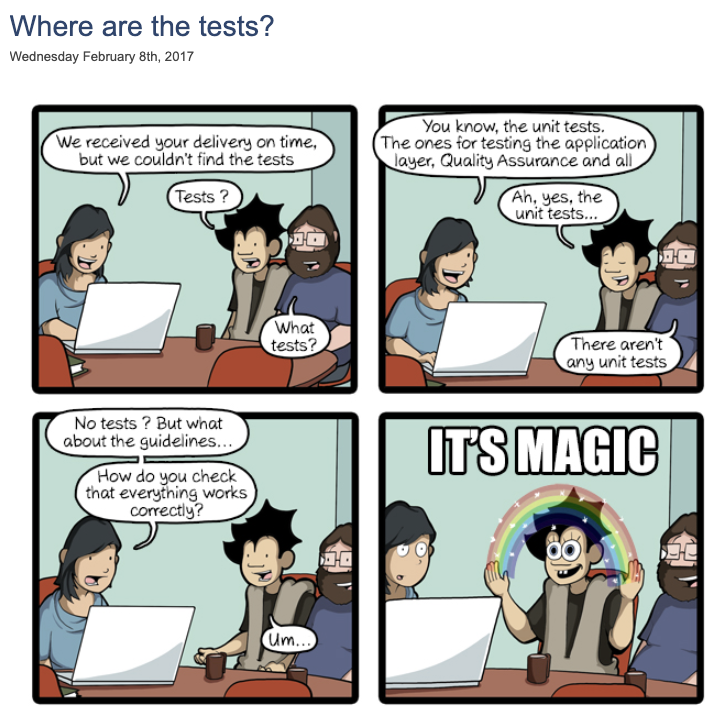 Where are the tests?
Wednesday February 8th, 2017
We received your delivery on time,
but we couldn't find the tests
Tests ?
What
tests?
You know, the unit tests.
The ones for testing the application
layer, Quality Assurance and all
Ah, yes, the
unit tests...
There aren't
any unit tests
No tests ? But what
about the guidelines...
How do you check
that everything works
correctly?
Um...
IT'S MAGIC